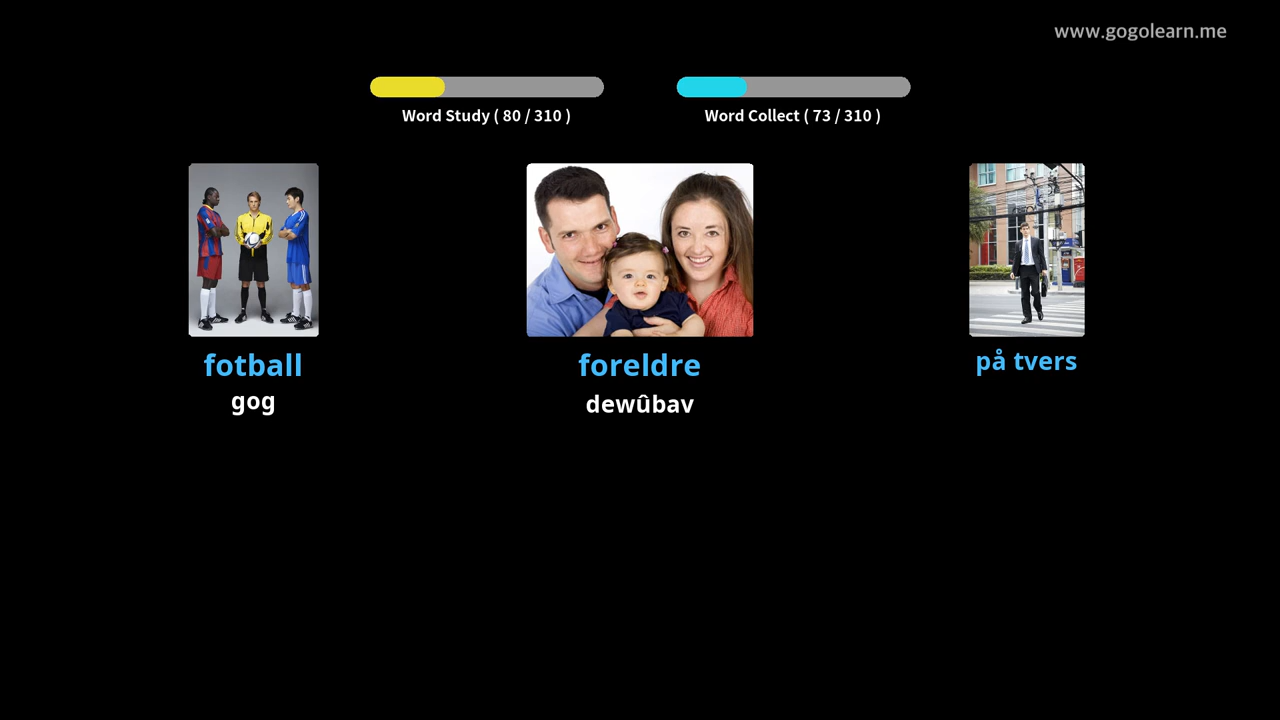 www.gogolearn.me
Word Study ( 80 / 310 )
Word Collect ( 73 / 310 )
fotball
foreldre
på tvers
gog
dewûbav